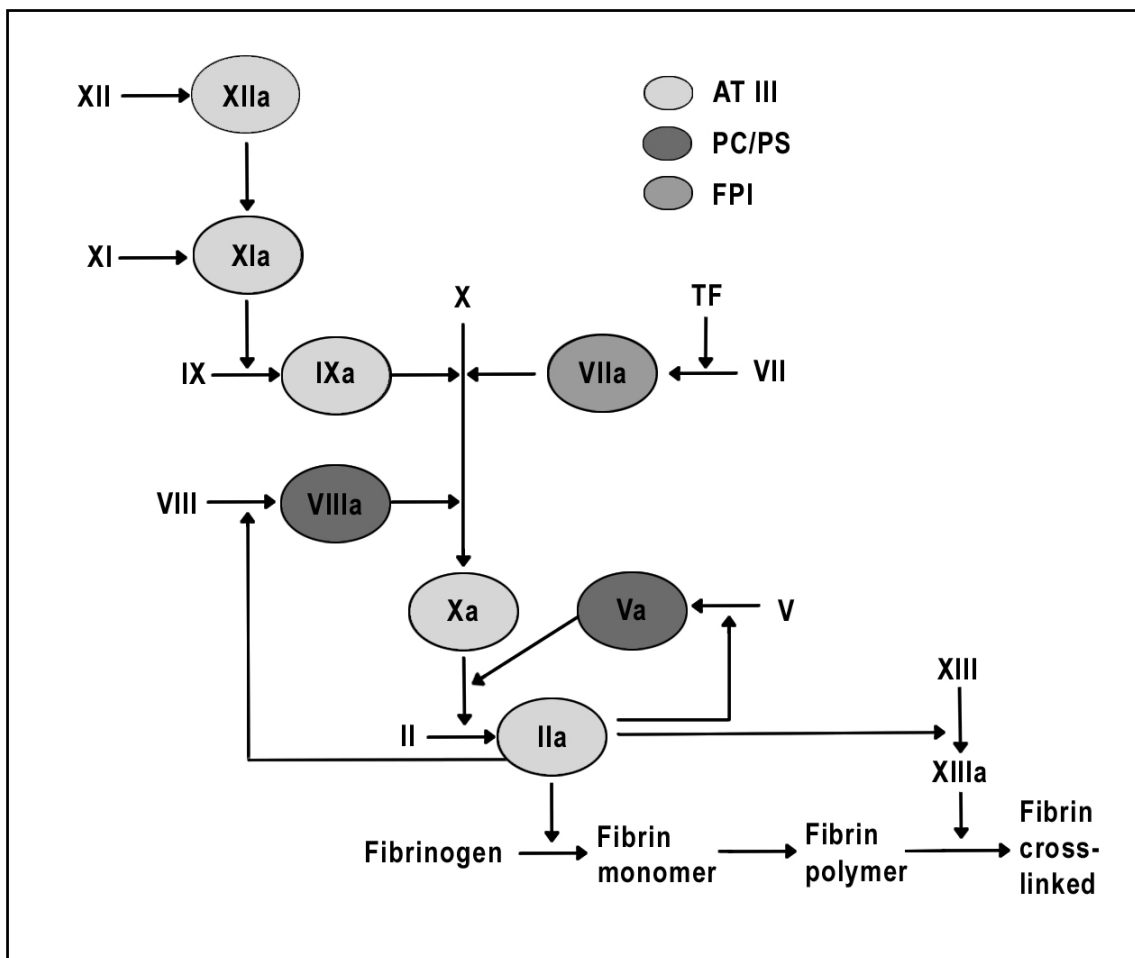 XII
XIIa
AT III
PC/PS
FPI
XI
XIa
X
TF
IX
IXa
VIIa
VII
VIII
VIIIa
Xa
Va
V
II
IIa
XIII
XIIIa
Fibrinogen
Fibrin
monomer
Fibrin
polymer
Fibrin
cross-
linked